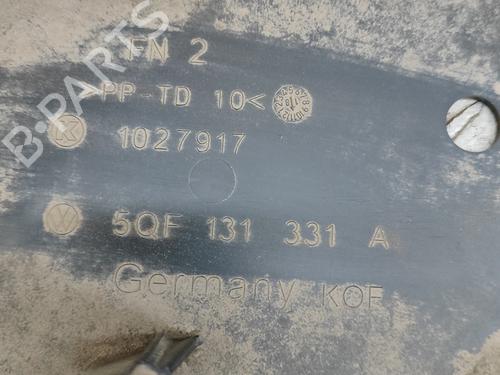 FN 2
>PP-TD 10<
1027917
5QF 131 331 A
Germany KOF
B-PARTS